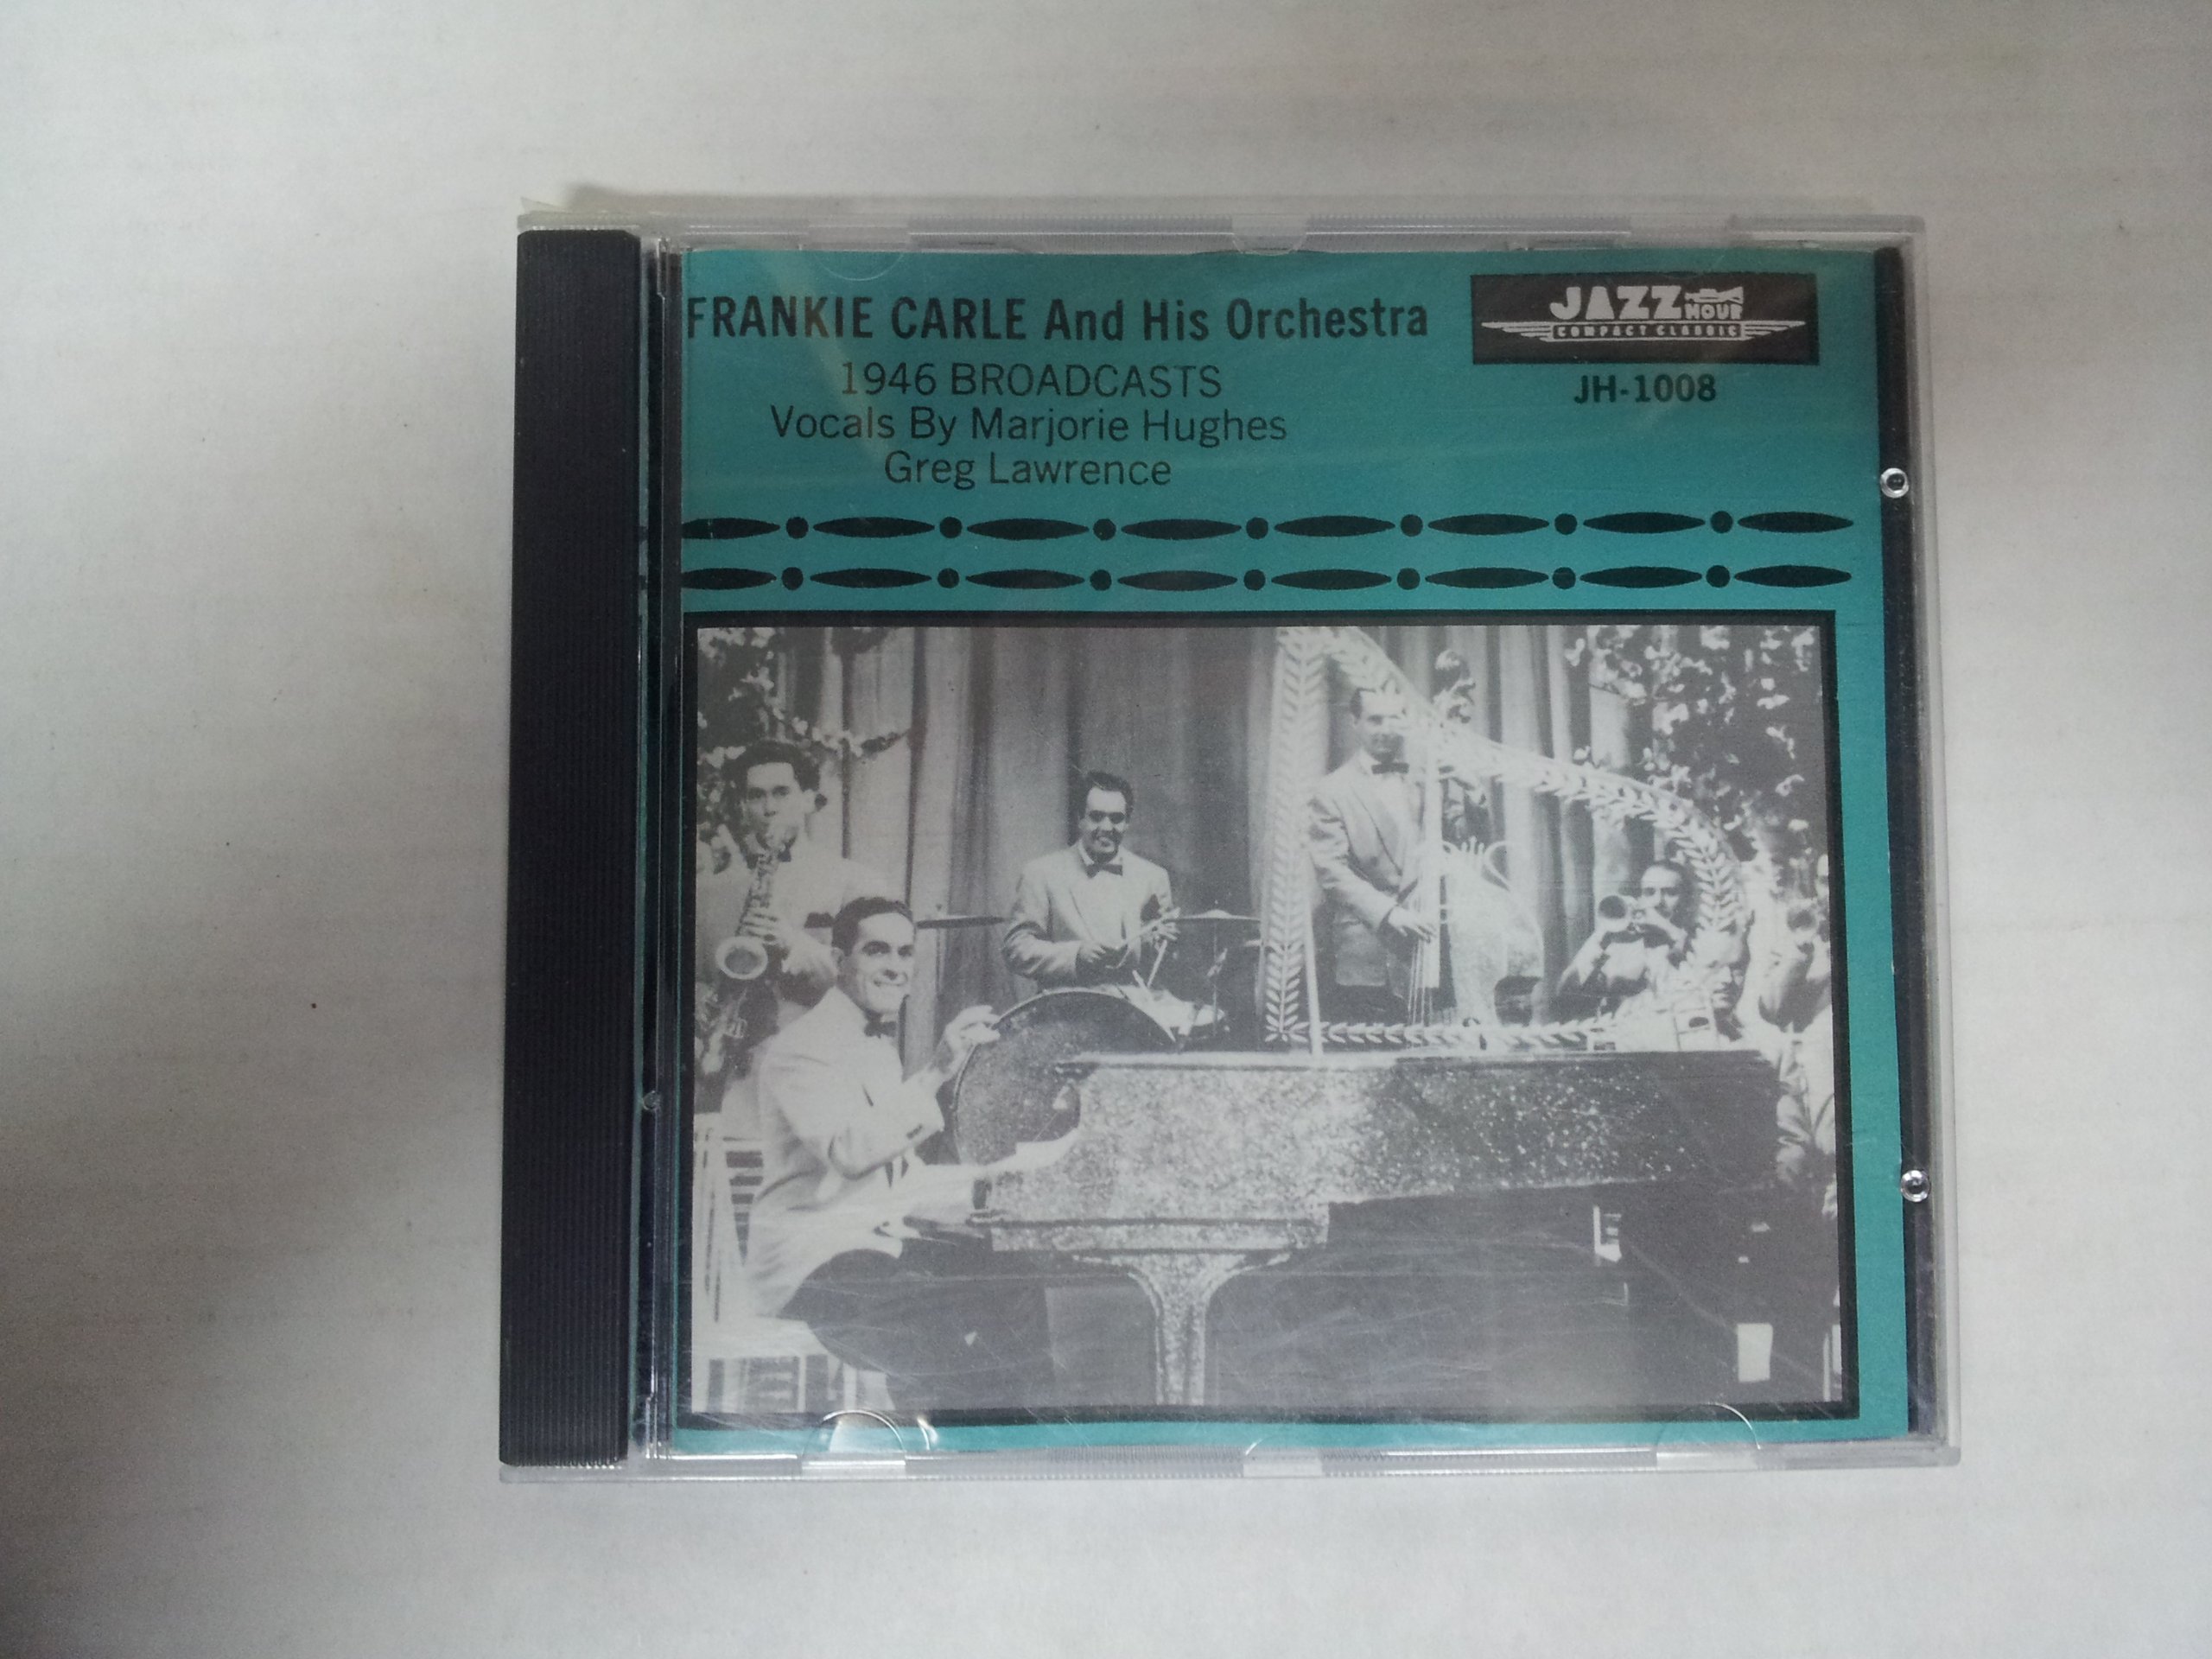 FRANKIE CARLE And His Orchestra
1946 BROADCASTS
Vocals By Marjorie Hughes
Greg Lawrence
JAZZ
HOUR
COMPACT CLASSIC
JH-1008